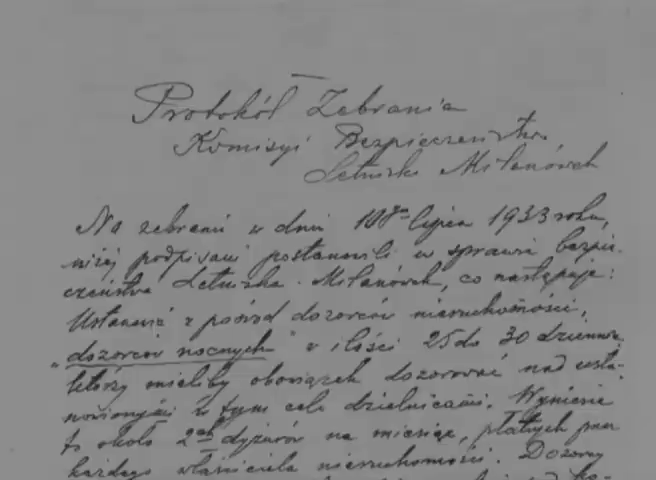 Protokół Zebrania
Komisyi Bezpieczeństwa
Letniska Milanówek
Na zebraniu w dniu lipca 1933 roku,
niżej podpisani postanowili w sprawie bezpie-
czeństwa Letniska Milanówek, co następuje:
Ustanowić z pośród dozorców nieruchomości,
"dozorców nocnych" w ilości 25 do 30 dziennie,
którzy mieliby obowiązek dozorować nad usta-
nowionymi w tym celu dzielnicami. Wyniesie
to około 2ch dyżurów na miesiąc, płatnych przez
każdego właściciela nieruchomości. Dozorcy